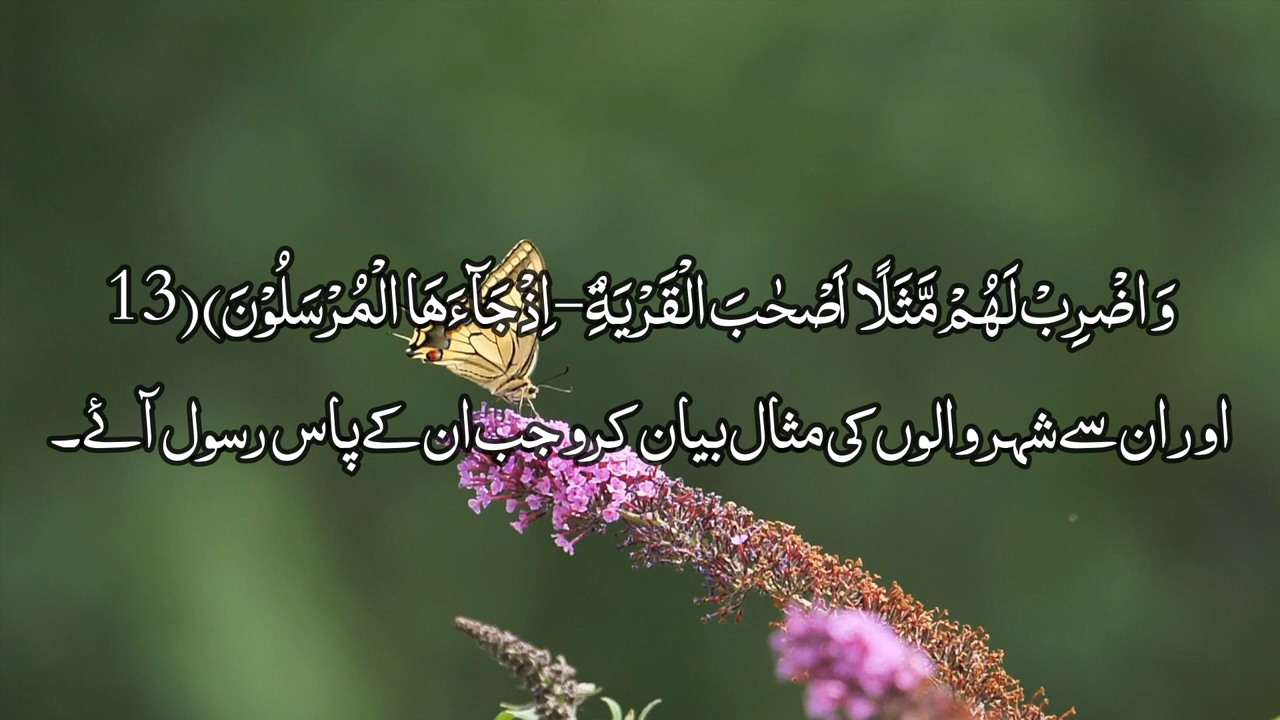 وَ اضْرِبْ لَهُمْ مَّثَلًا اَصْحٰبَ الْقَرْیَةِۘ-اِذْ جَآءَهَا الْمُرْسَلُوْنَ)(13
اور ان سے شہر والوں کی مثال بیان کرو جب ان کے پاس رسول آئے۔